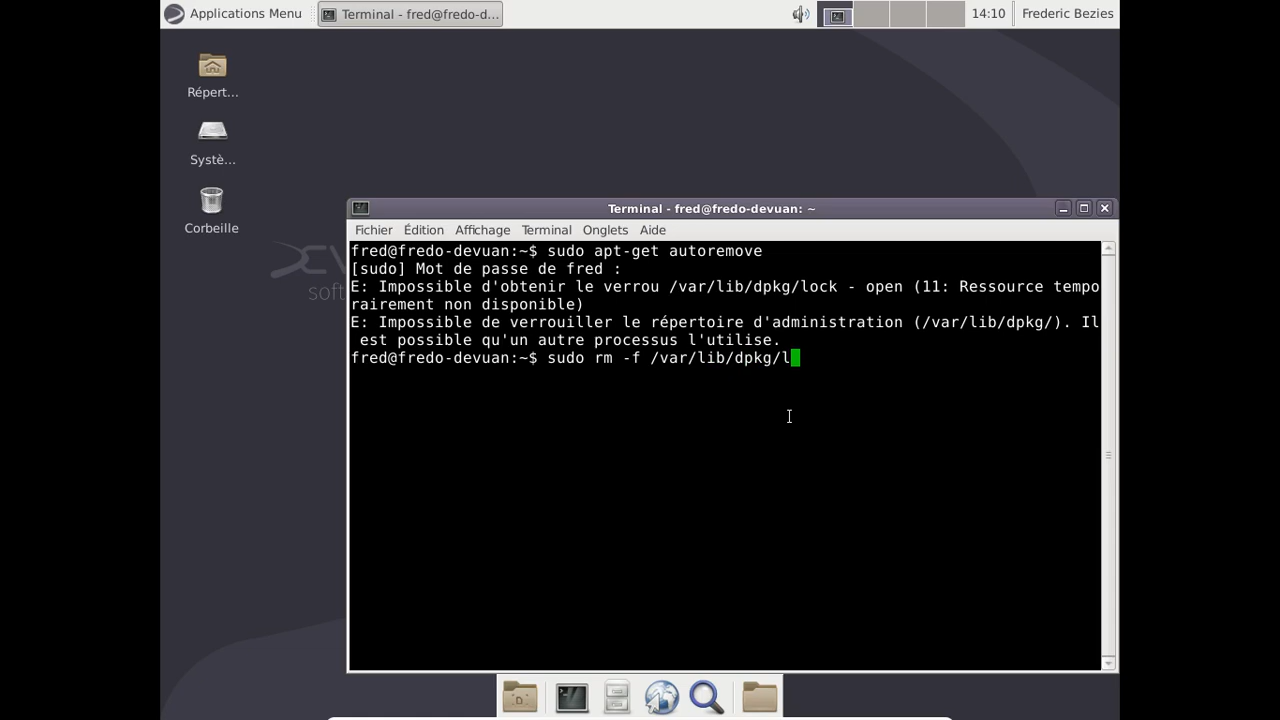 Applications Menu
Terminal - fred@fredo-d...
14:10
Frederic Bezies
Répert...
Systè...
Corbeille
soft
Terminal - fred@fredo-devuan: ~
Fichier Édition Affichage Terminal Onglets Aide
fred@fredo-devuan:~$ sudo apt-get autoremove
[sudo] Mot de passe de fred :
E: Impossible d'obtenir le verrou /var/lib/dpkg/lock - open (11: Ressource tempo
rairement non disponible)
E: Impossible de verrouiller le répertoire d'administration (/var/lib/dpkg/). Il
 est possible qu'un autre processus l'utilise.
fred@fredo-devuan:~$ sudo rm -f /var/lib/dpkg/l